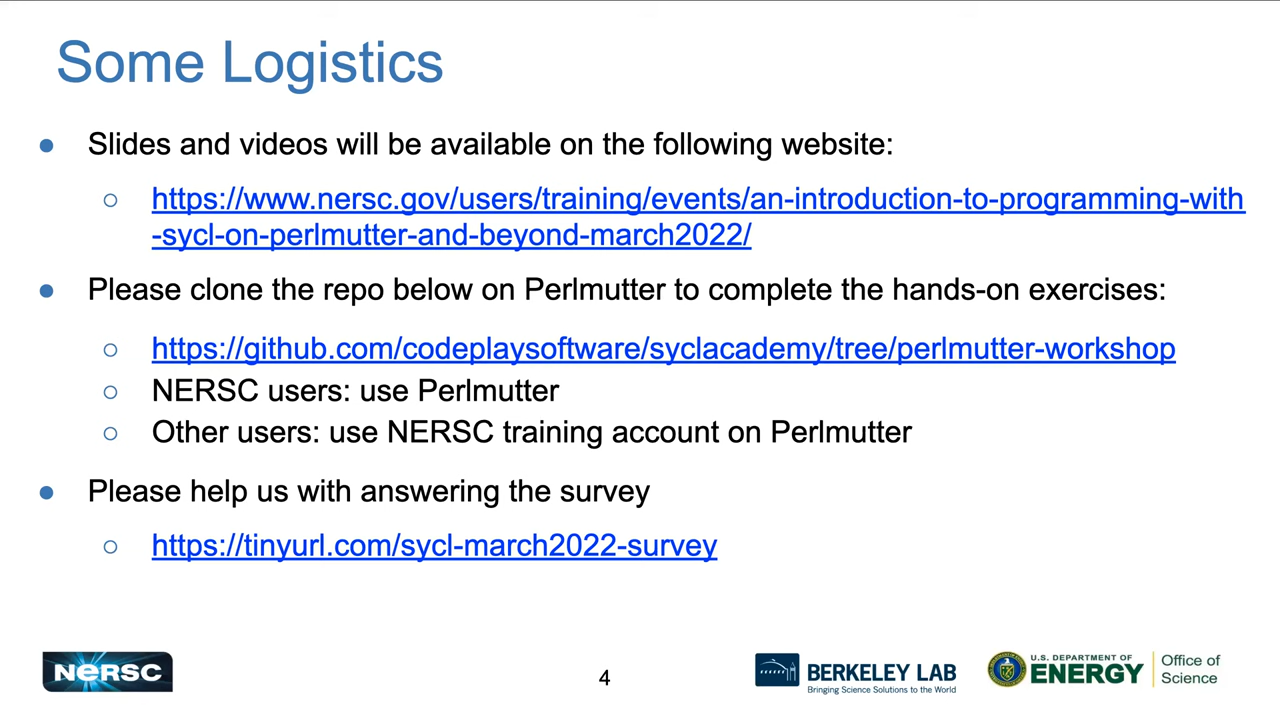 Some Logistics
● Slides and videos will be available on the following website:
○ https://www.nersc.gov/users/training/events/an-introduction-to-programming-with
-sycl-on-perlmutter-and-beyond-march2022/
● Please clone the repo below on Perlmutter to complete the hands-on exercises:
○ https://github.com/codeplaysoftware/syclacademy/tree/perlmutter-workshop
○ NERSC users: use Perlmutter
○ Other users: use NERSC training account on Perlmutter
● Please help us with answering the survey
○ https://tinyurl.com/sycl-march2022-survey
NERSC
4
BERKELEY LAB
Bringing Science Solutions to the World
U.S. DEPARTMENT OF
ENERGY
Office of
Science